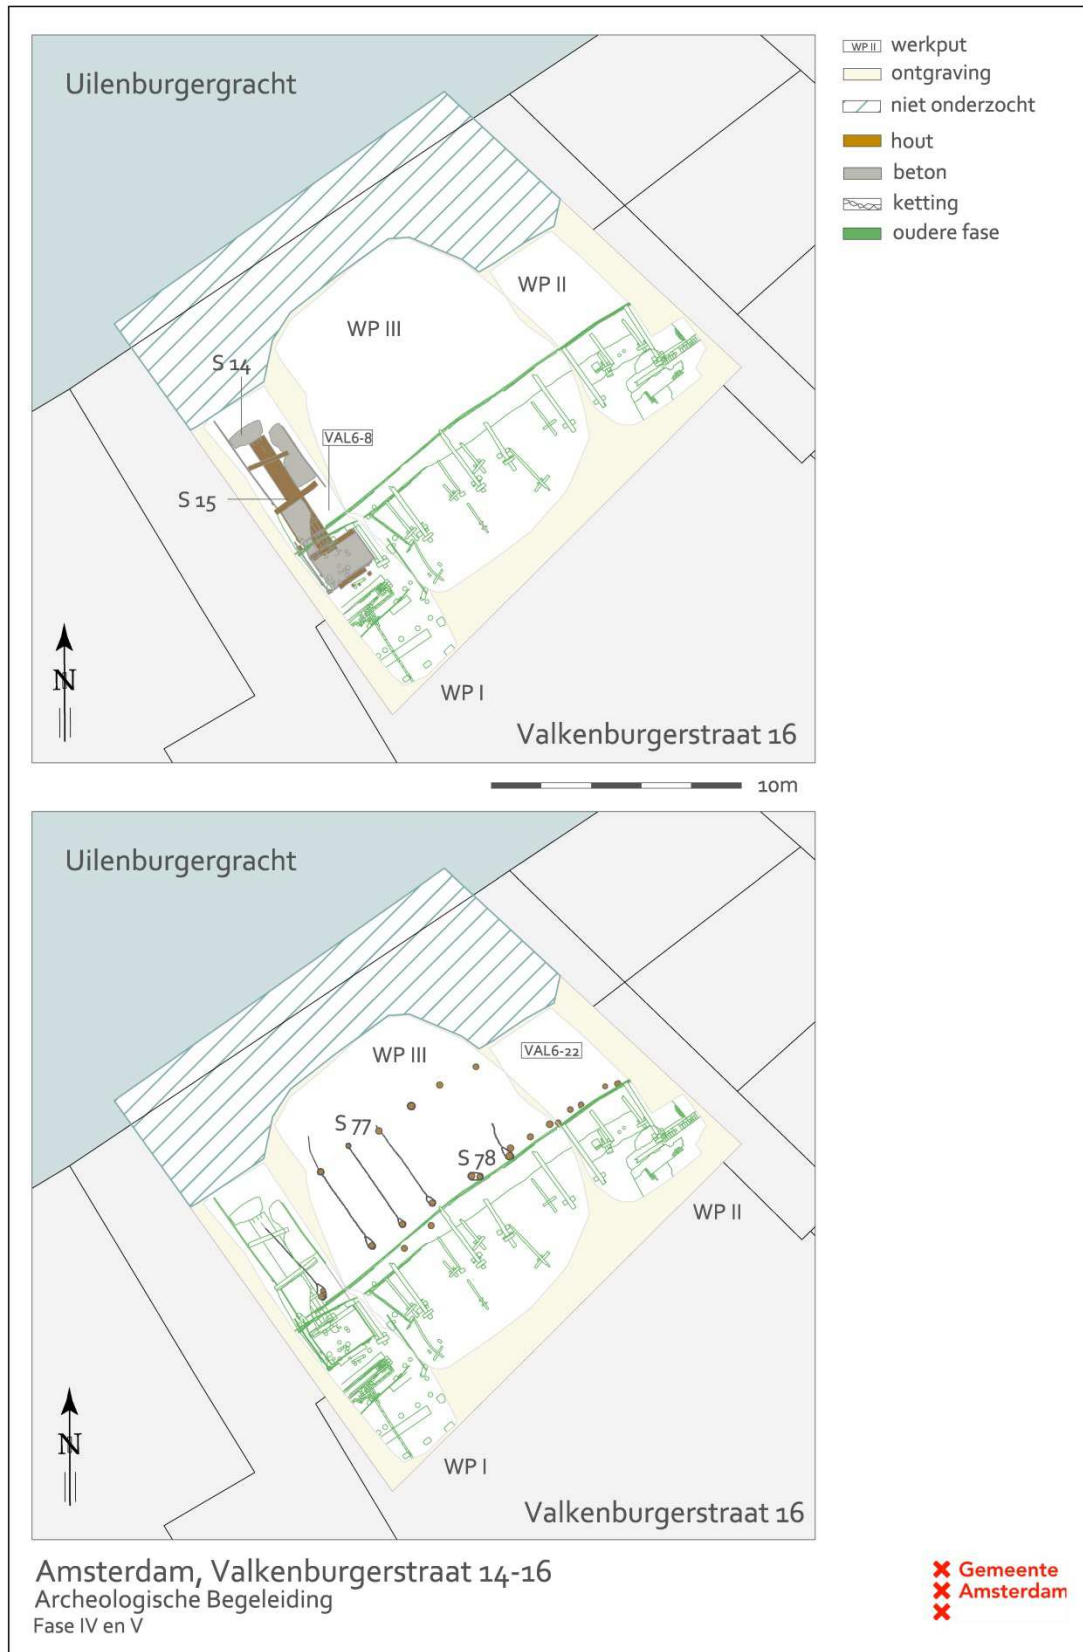 Uilenburgergracht
WP II
WP III
S 14
VAL6-8
S 15
N
WP I
Valkenburgerstraat 16
WP II werkput
ontgraving
niet onderzocht
hout
beton
ketting
oudere fase
10m
Uilenburgergracht
WP III
VAL6-22
S 77
S 78
WP II
N
WP I
Valkenburgerstraat 16
Amsterdam, Valkenburgerstraat 14-16
Archeologische Begeleiding
Fase IV en V
Gemeente
Amsterdam